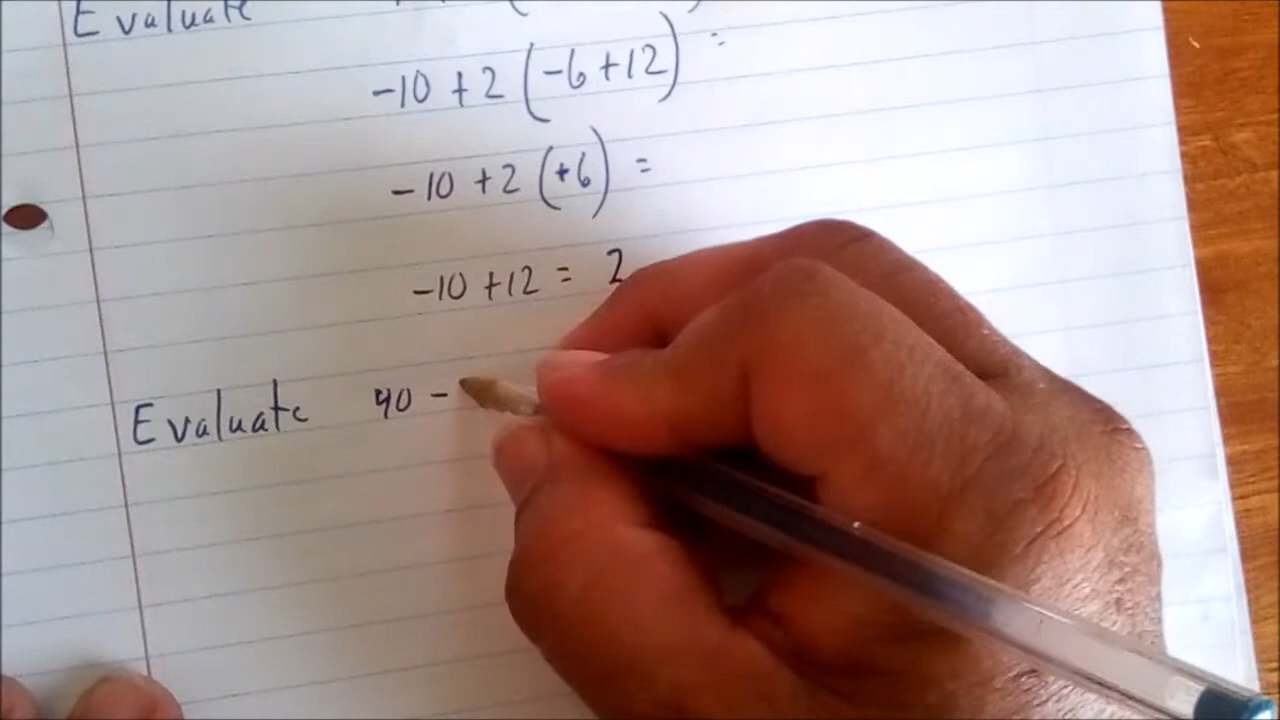 Evaluate
-10 + 2 (-6 + 12) =
-10 + 2 (+6) =
-10 + 12 = 2
Evaluate 40 -